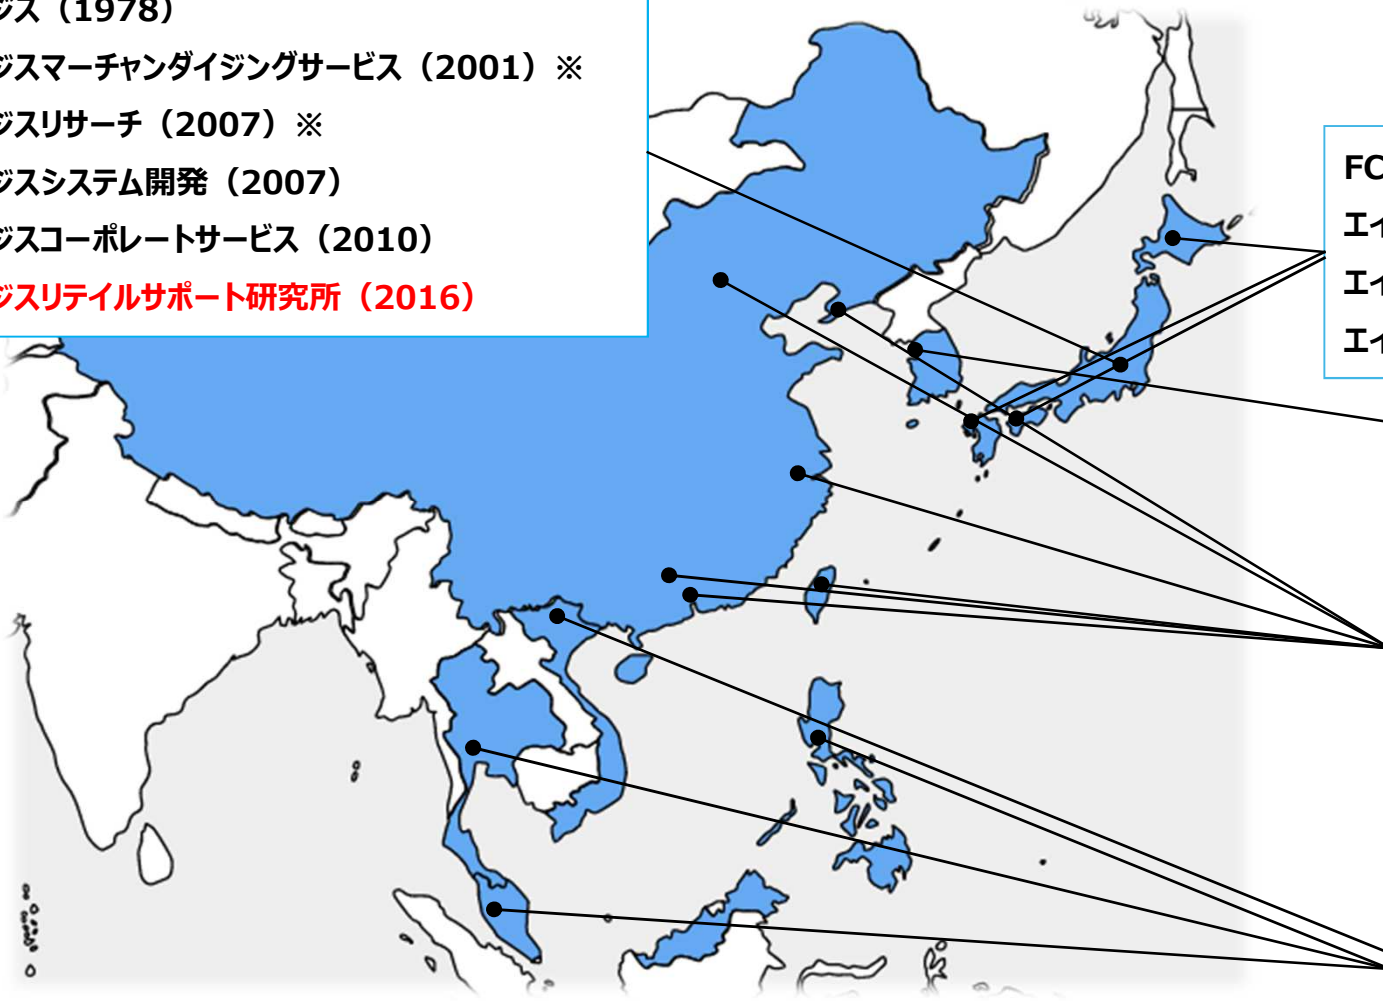 ジス（1978）
ジスマーチャンダイジングサービス（2001）※
ジスリサーチ（2007）※
ジスシステム開発（2007）
ジスコーポレートサービス（2010）
ジスリテイルサポート研究所（2016）
FC
エィ
エィ
エィ